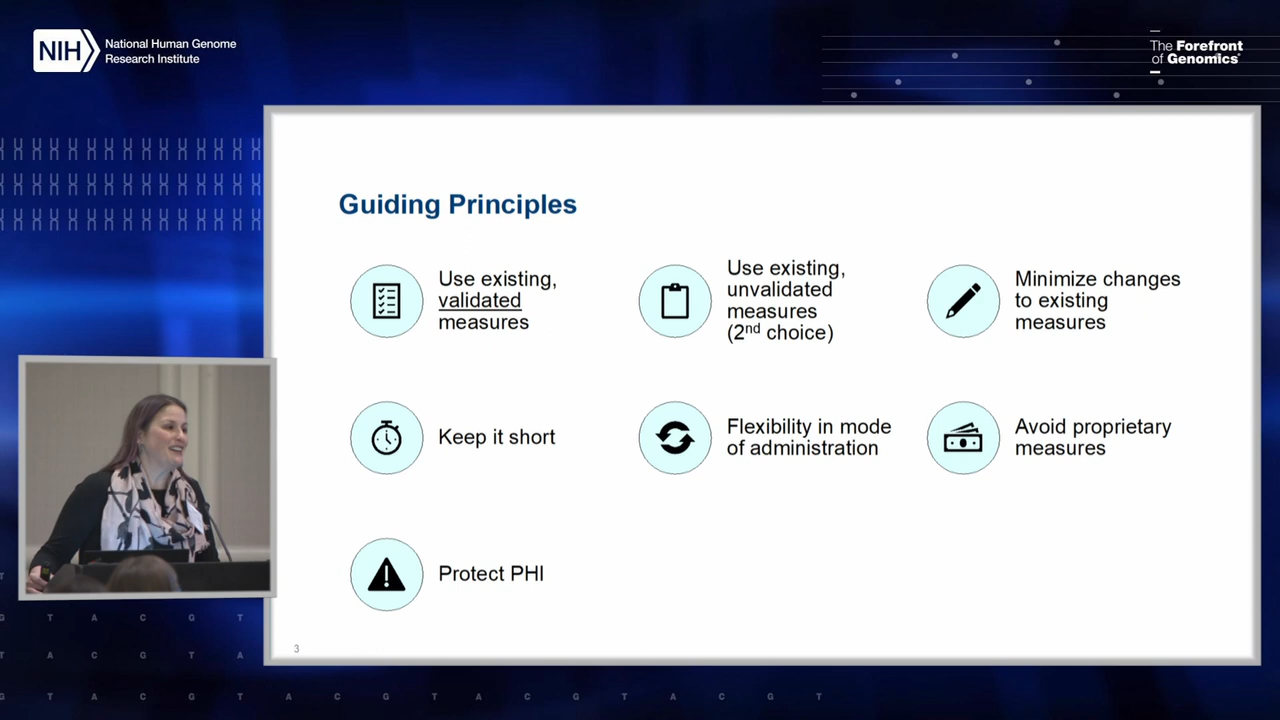 NIH
National Human Genome
Research Institute
The Forefront
of Genomics®
Guiding Principles
Use existing,
validated
measures
Use existing,
unvalidated
measures
(2nd choice)
Minimize changes
to existing
measures
Keep it short
Flexibility in mode
of administration
Avoid proprietary
measures
Protect PHI
3
T
G T A C G T
T A C G T A
G T A C G T A C G T A C G T A C G T